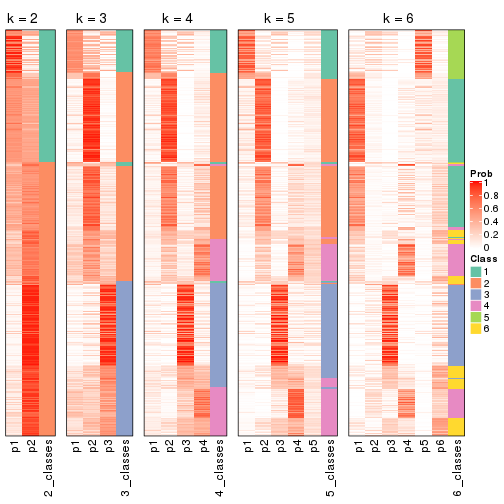 k = 2
k = 3
k = 4
k = 5
k = 6
p1
p2
2_classes
p1
p2
p3
3_classes
p1
p2
p3
p4
4_classes
p1
p2
p3
p4
p5
5_classes
p1
p2
p3
p4
p5
p6
6_classes
Prob
1
0.8
0.6
0.4
0.2
0
Class
1
2
3
4
5
6